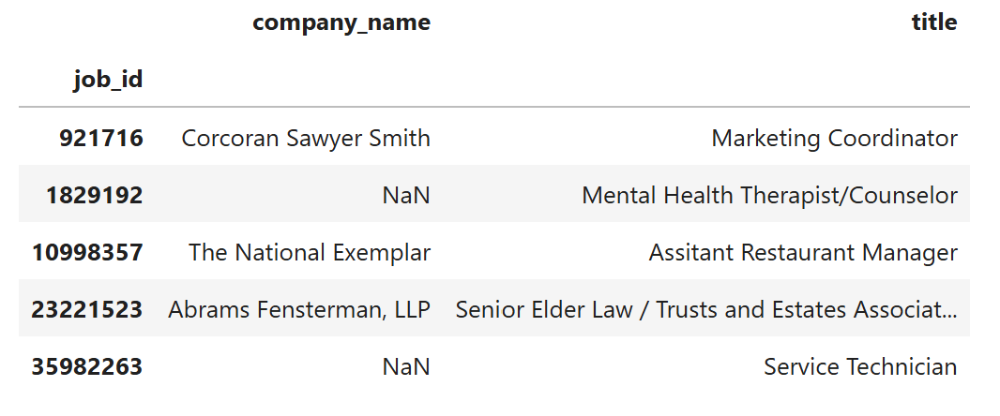 company_name title
job_id
921716 Corcoran Sawyer Smith Marketing Coordinator
1829192 NaN Mental Health Therapist/Counselor
10998357 The National Exemplar Assitant Restaurant Manager
23221523 Abrams Fensterman, LLP Senior Elder Law / Trusts and Estates Associat...
35982263 NaN Service Technician